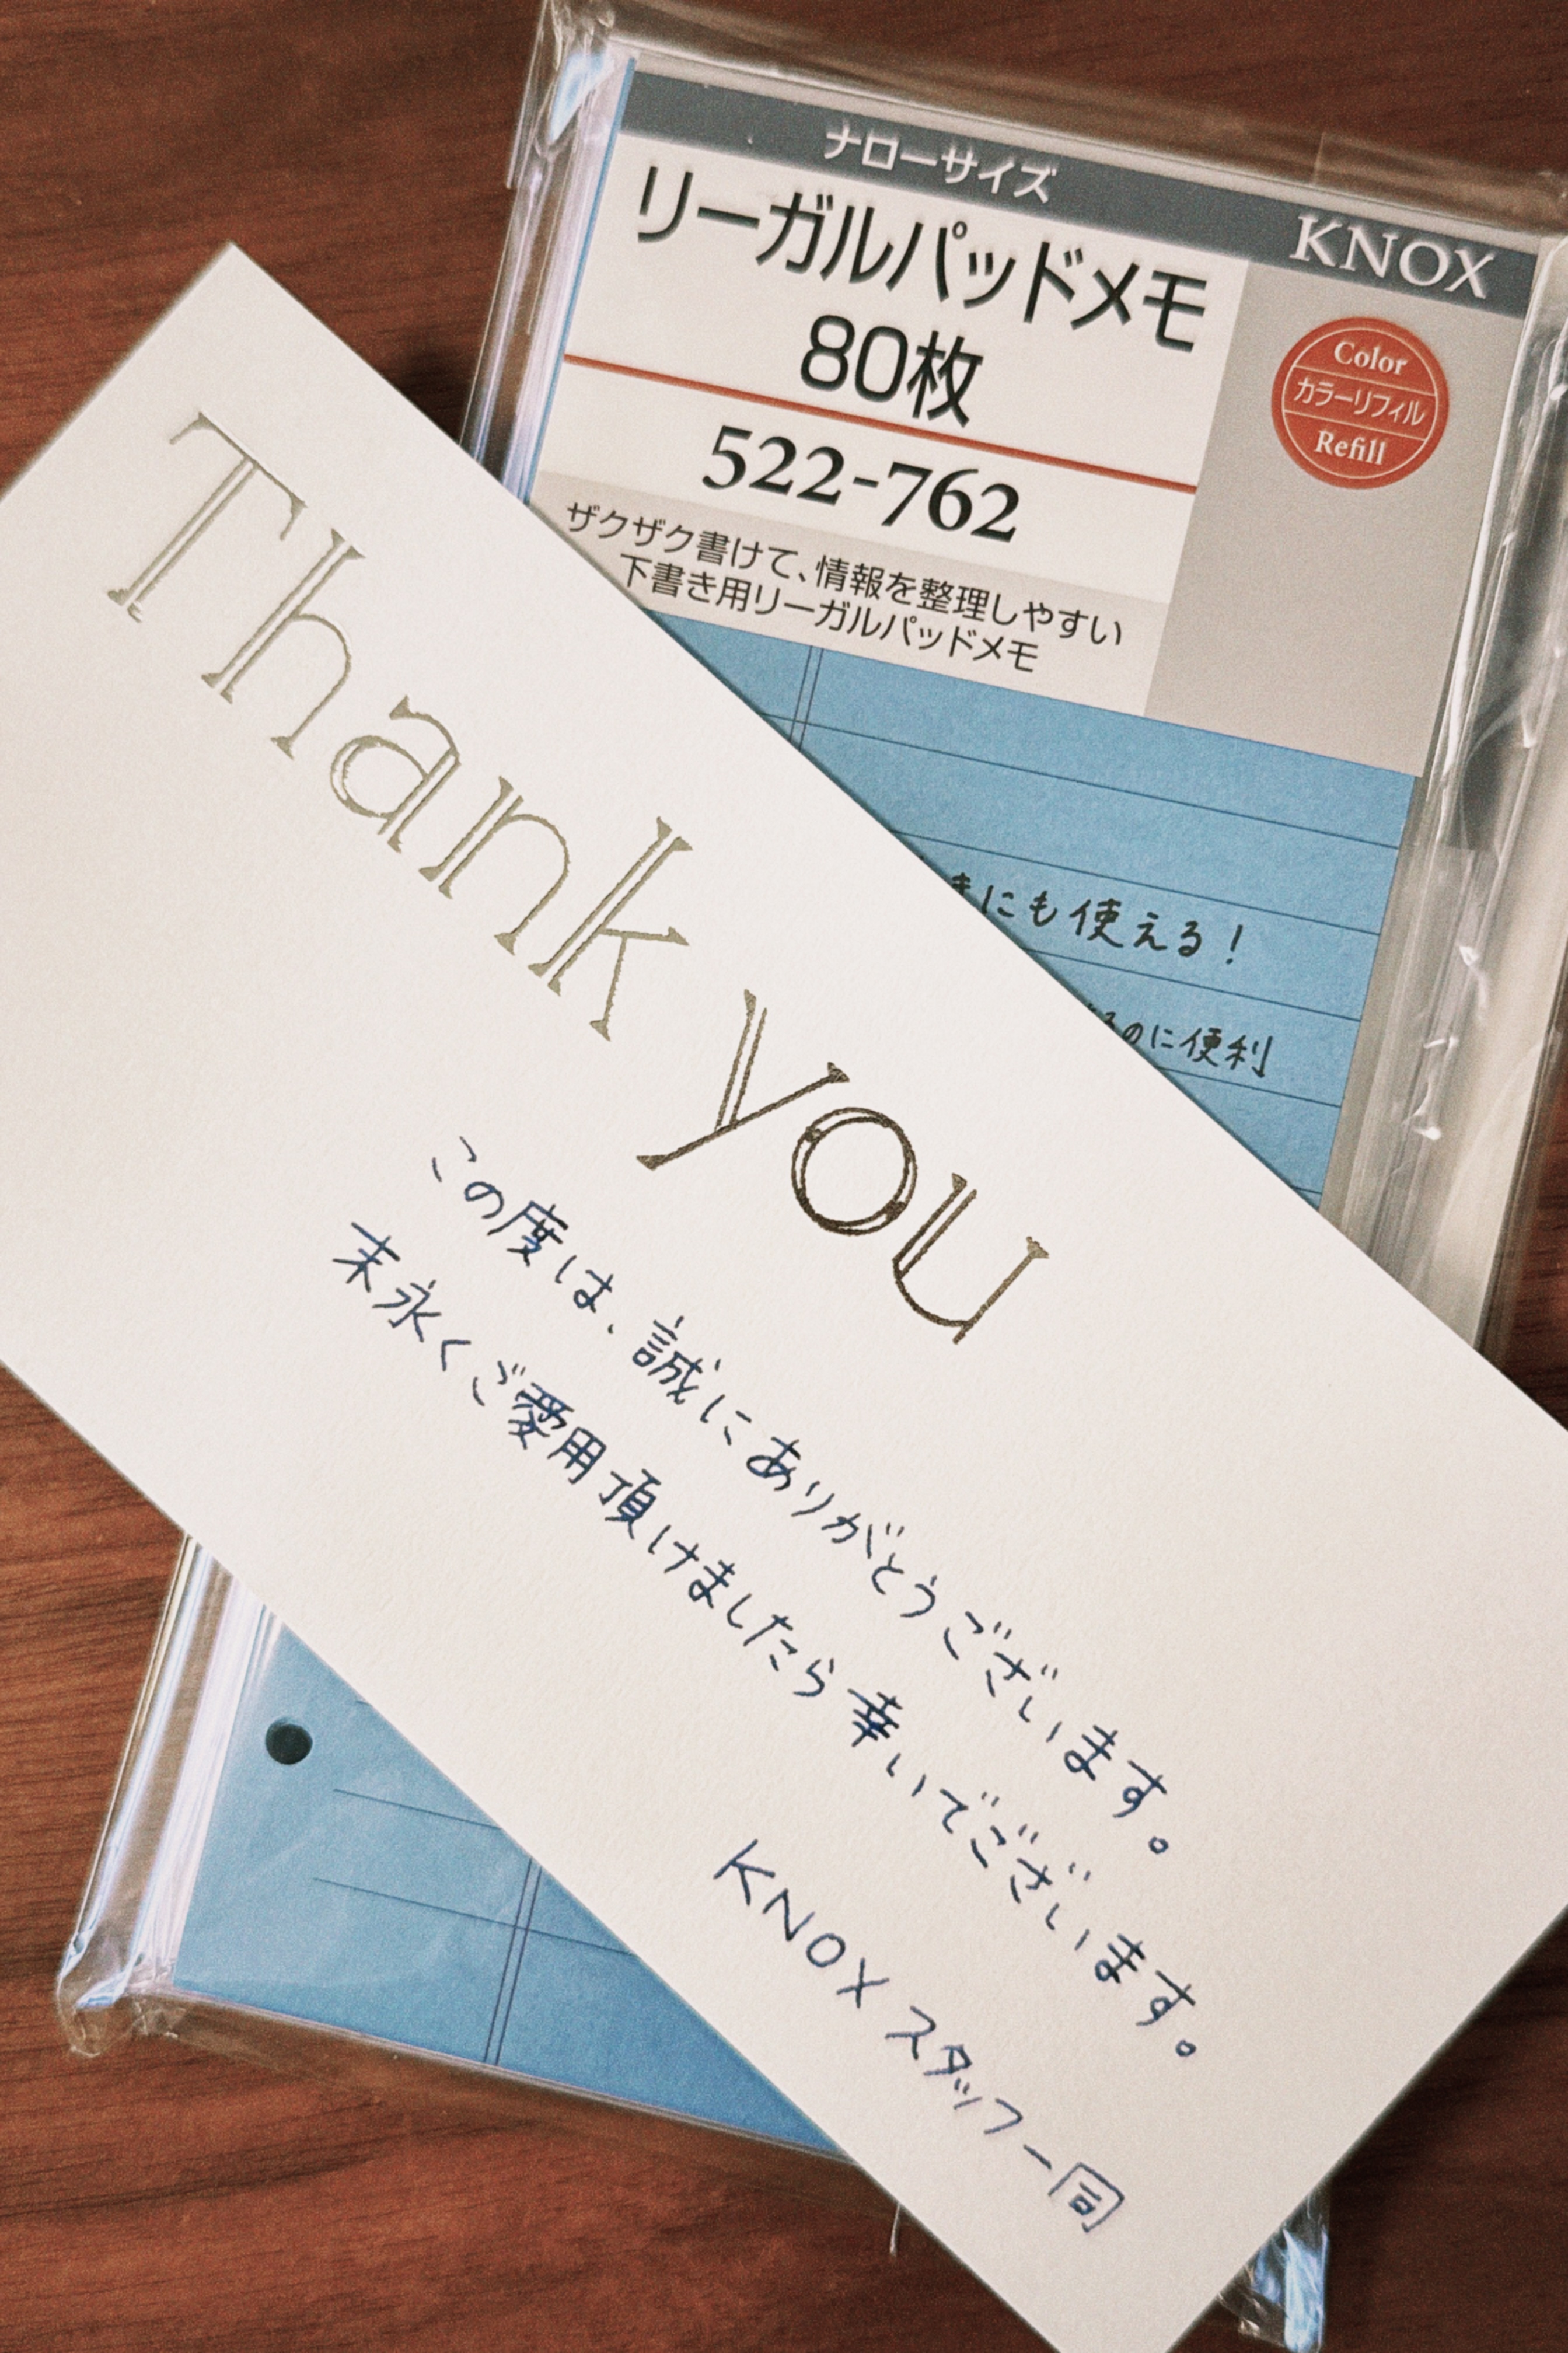 ナローサイズ
KNOX
リーガルパッドメモ
80枚
522-762
Color
カラーリフィル
Refill
ザクザク書けて、情報を整理しやすい
下書き用リーガルパッドメモ
にも使える!
のに便利
Thank you
この度は、誠にありがとうございます。
末永くご愛用頂けましたら幸いでございます。
KNOX スタッフ一同